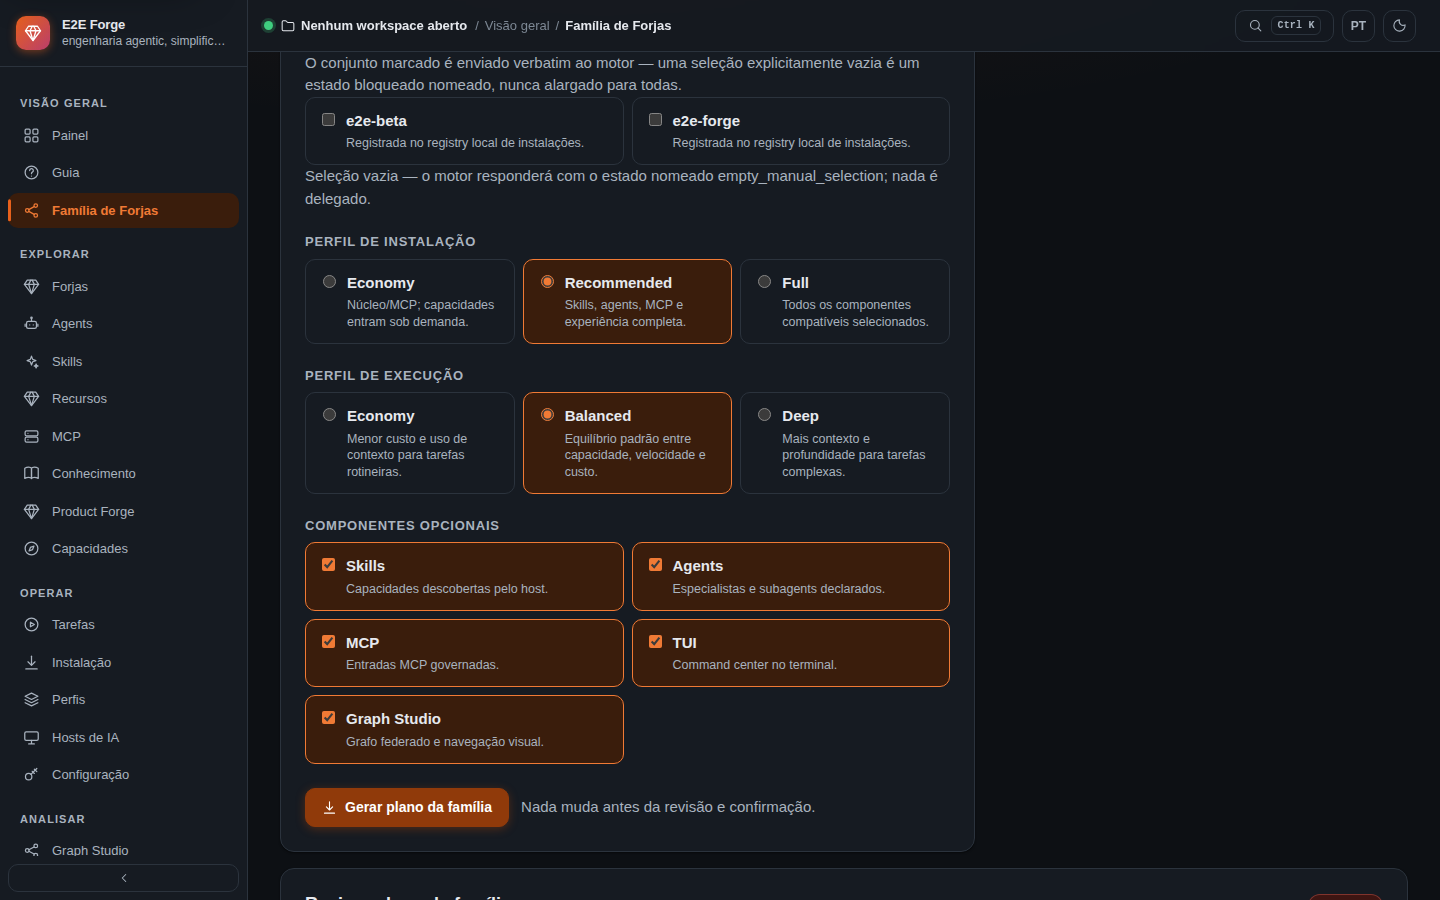 E2E Forge
engenharia agentic, simplific…
Nenhum workspace aberto / Visão geral / Família de Forjas
Ctrl K
PT
VISÃO GERAL
Painel
Guia
Família de Forjas
EXPLORAR
Forjas
Agents
Skills
Recursos
MCP
Conhecimento
Product Forge
Capacidades
OPERAR
Tarefas
Instalação
Perfis
Hosts de IA
Configuração
ANALISAR
Graph Studio
O conjunto marcado é enviado verbatim ao motor — uma seleção explicitamente vazia é um
estado bloqueado nomeado, nunca alargado para todas.
e2e-beta
Registrada no registry local de instalações.
e2e-forge
Registrada no registry local de instalações.
Seleção vazia — o motor responderá com o estado nomeado empty_manual_selection; nada é
delegado.
PERFIL DE INSTALAÇÃO
Economy
Núcleo/MCP; capacidades
entram sob demanda.
Recommended
Skills, agents, MCP e
experiência completa.
Full
Todos os componentes
compatíveis selecionados.
PERFIL DE EXECUÇÃO
Economy
Menor custo e uso de
contexto para tarefas
rotineiras.
Balanced
Equilíbrio padrão entre
capacidade, velocidade e
custo.
Deep
Mais contexto e
profundidade para tarefas
complexas.
COMPONENTES OPCIONAIS
Skills
Capacidades descobertas pelo host.
Agents
Especialistas e subagents declarados.
MCP
Entradas MCP governadas.
TUI
Command center no terminal.
Graph Studio
Grafo federado e navegação visual.
Gerar plano da família
Nada muda antes da revisão e confirmação.